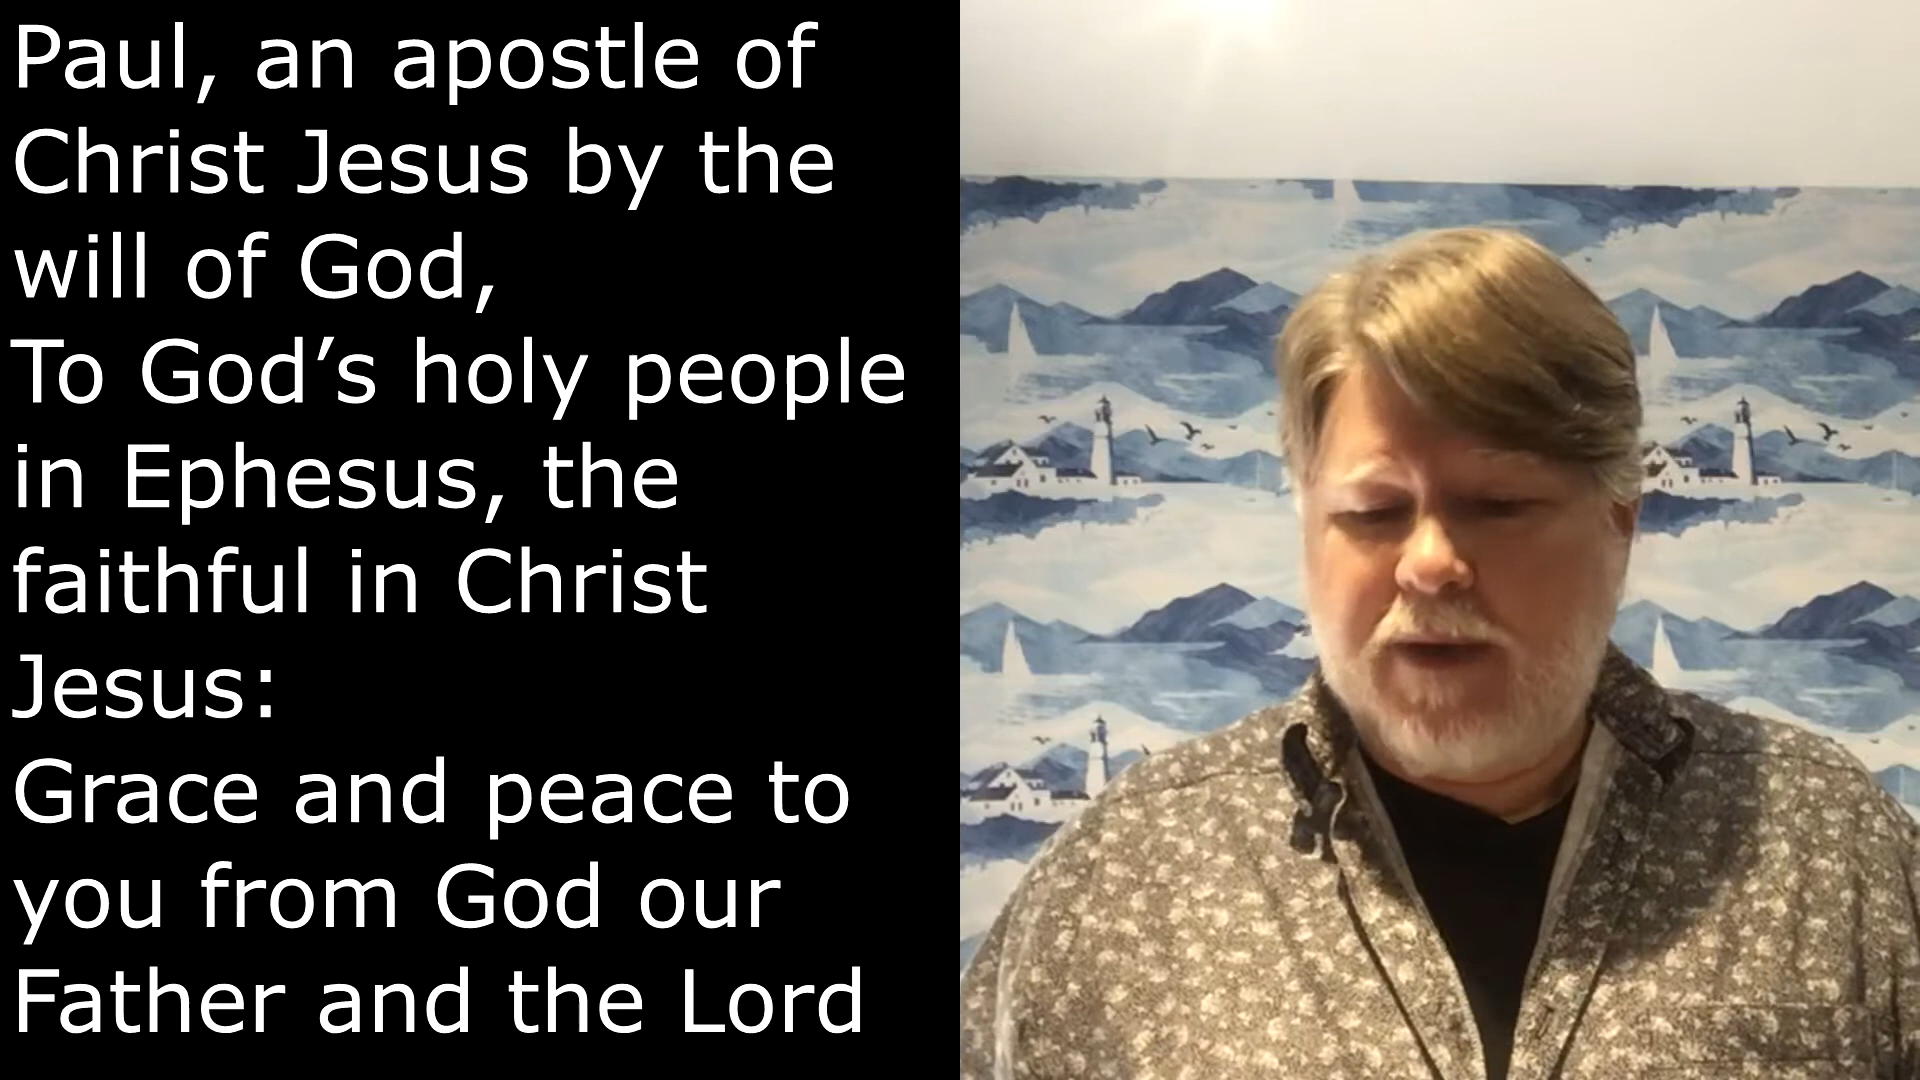 Paul, an apostle of
Christ Jesus by the
will of God,
To God’s holy people
in Ephesus, the
faithful in Christ
Jesus:
Grace and peace to
you from God our
Father and the Lord